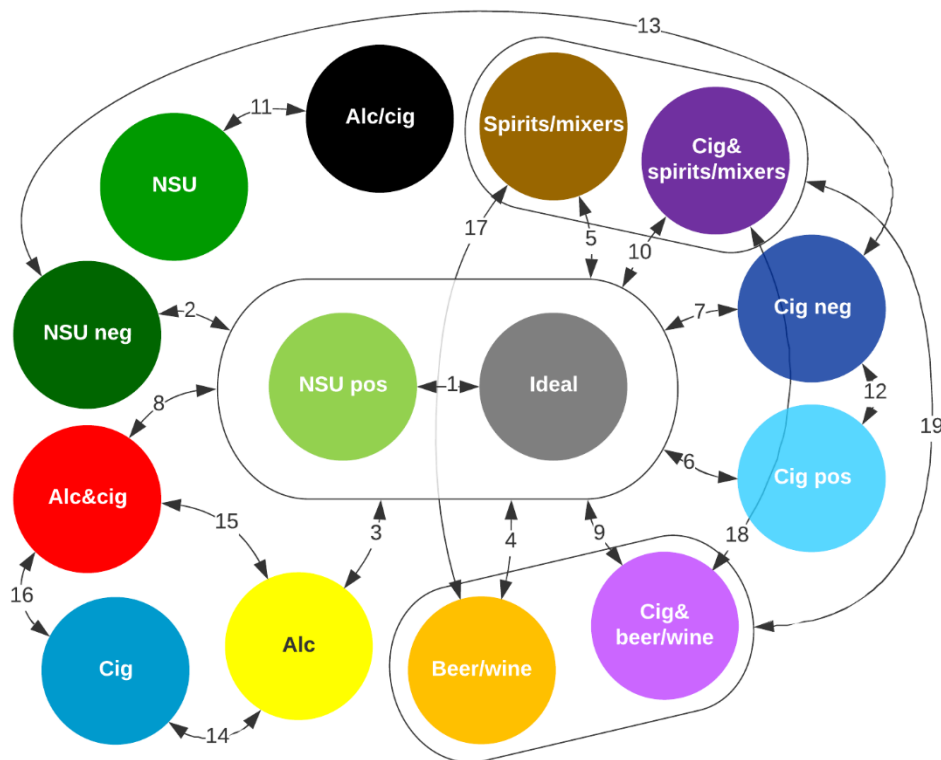 13
11
Alc/cig
Spirits/mixers
Cig&
spirits/mixers
NSU
17
5
10
NSU neg
2
7
Cig neg
NSU pos
1
Ideal
12
8
19
6
Cig pos
Alc&cig
15
3
4
9
18
16
Cig
Alc
Beer/wine
Cig&
beer/wine
14